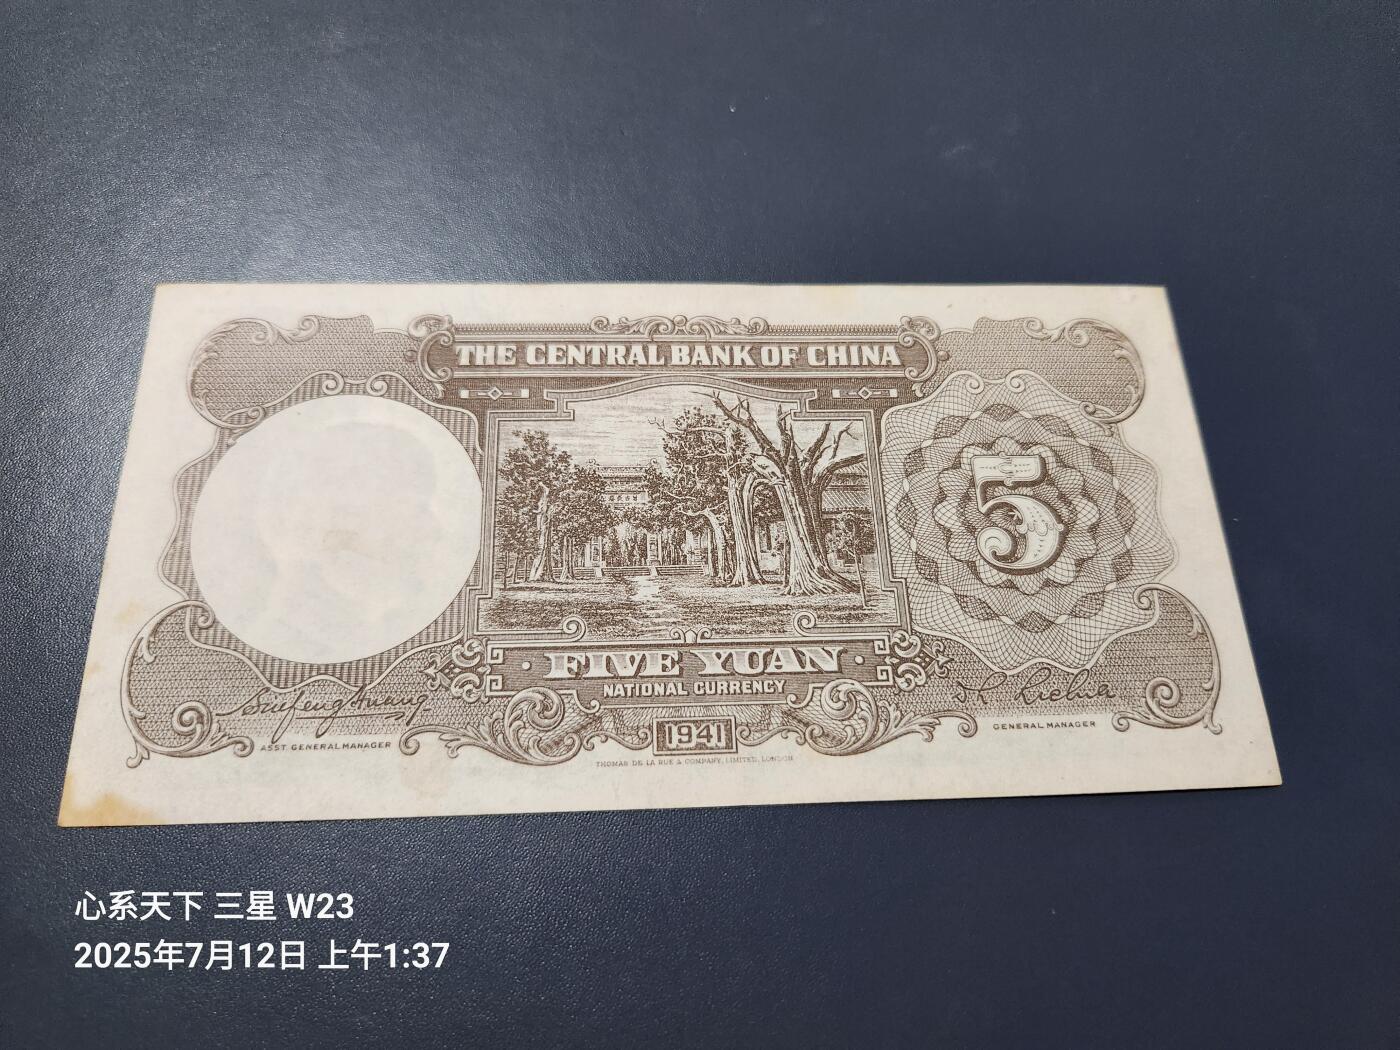 THE CENTRAL BANK OF CHINA
5
FIVE YUAN
NATIONAL CURRENCY
ASST. GENERAL MANAGER
GENERAL MANAGER
1941
THOMAS DE LA RUE & COMPANY, LIMITED, LONDON
心系天下 三星 W23
2025年7月12日 上午1:37